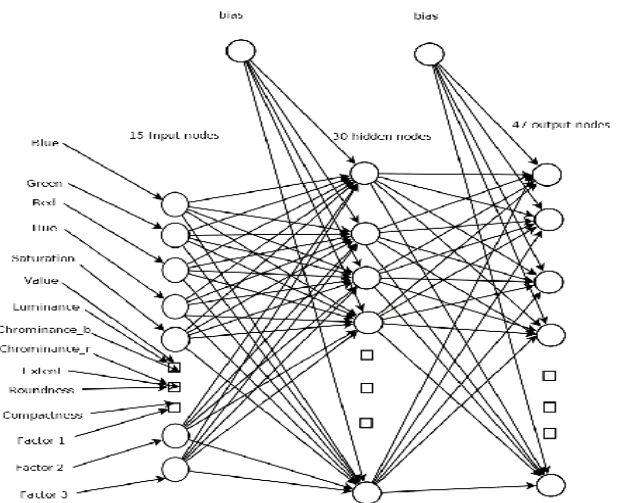 bias
bias
15 Input nodes
30 hidden nodes
47 output nodes
Blue
Green
Red
Hue
Saturation
Value
Luminance
Chrominance_b
Chrominance_r
Extent
Roundness
Compactness
Factor 1
Factor 2
Factor 3